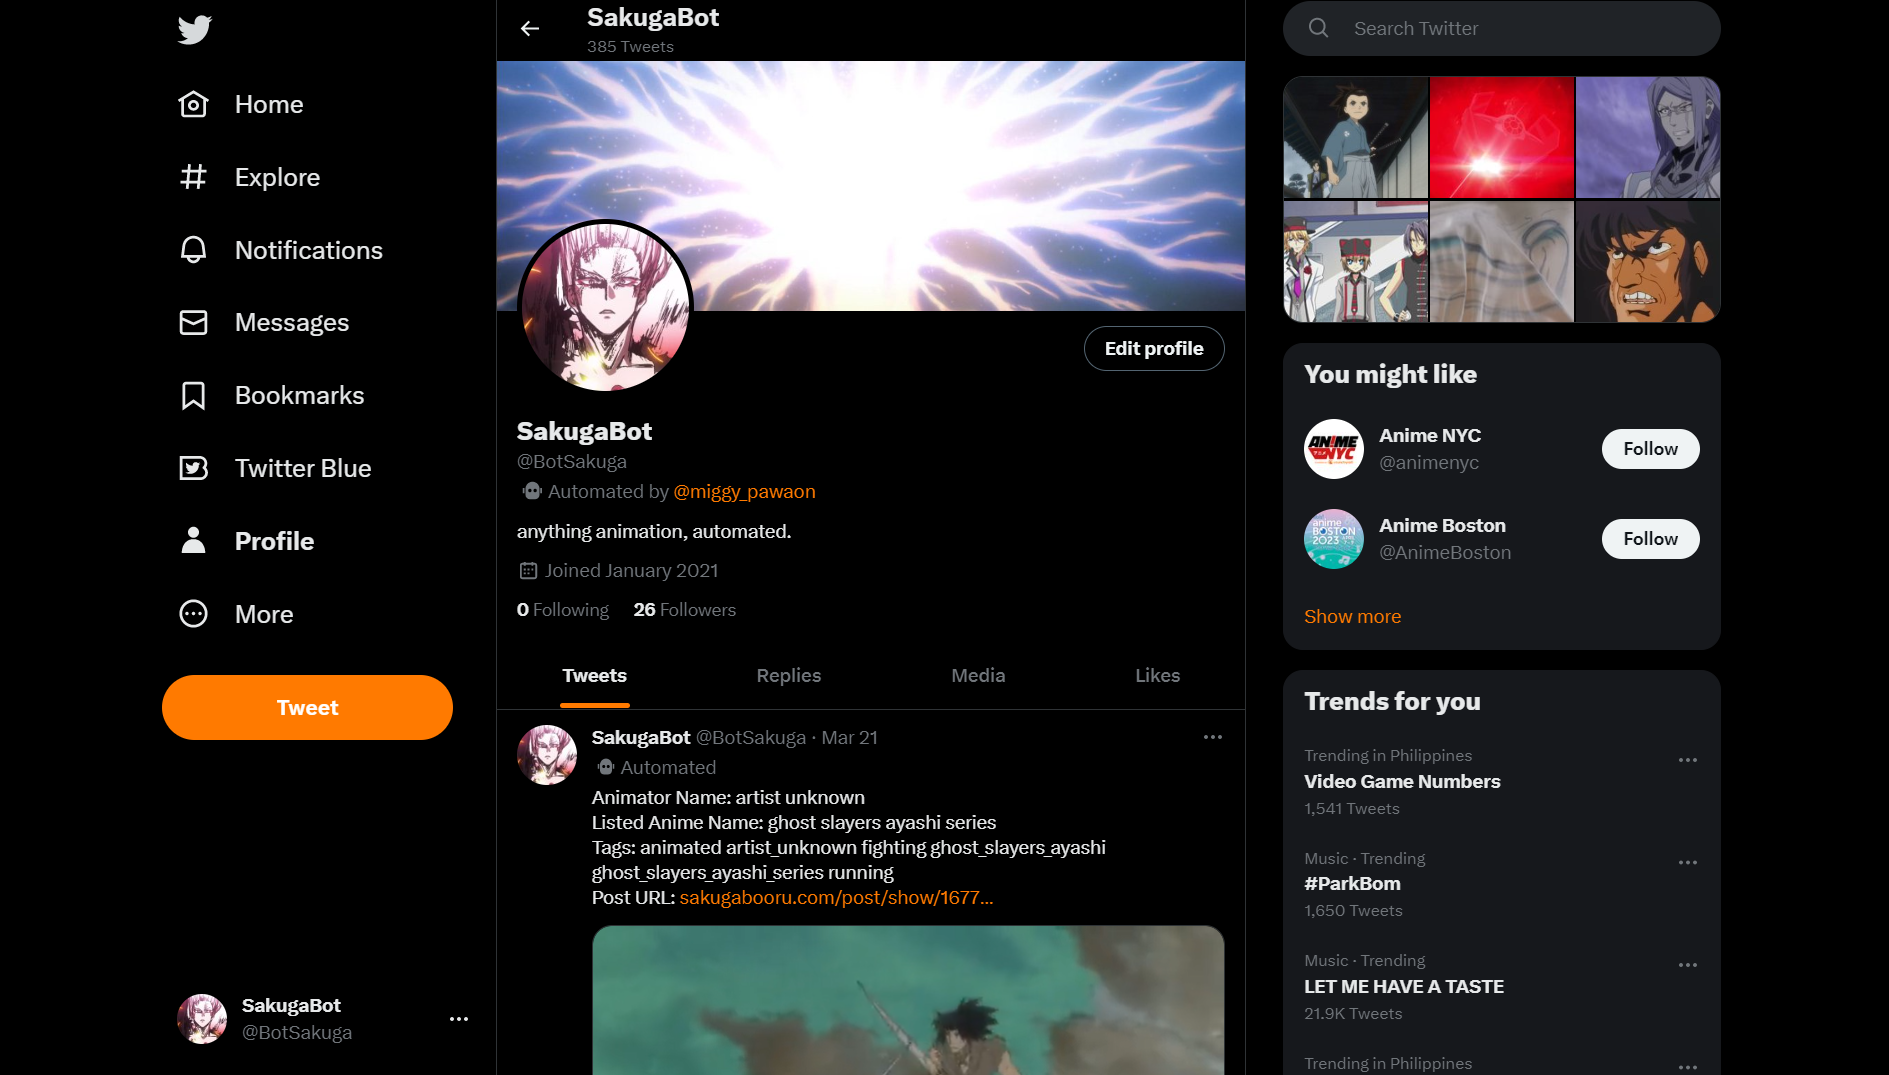 Home
Explore
Notifications
Messages
Bookmarks
Twitter Blue
Profile
More
Tweet
SakugaBot
@BotSakuga
SakugaBot
385 Tweets
Edit profile
SakugaBot
@BotSakuga
Automated by @miggy_pawaon
anything animation, automated.
Joined January 2021
0 Following 26 Followers
Tweets Replies Media Likes
SakugaBot @BotSakuga · Mar 21
Automated
Animator Name: artist unknown
Listed Anime Name: ghost slayers ayashi series
Tags: animated artist_unknown fighting ghost_slayers_ayashi
ghost_slayers_ayashi_series running
Post URL: sakugabooru.com/post/show/1677...
Search Twitter
You might like
ANIME
NYC
Anime NYC
@animenyc
Follow
anime
BOSTON
2023
Anime Boston
@AnimeBoston
Follow
Show more
Trends for you
Trending in Philippines
Video Game Numbers
1,541 Tweets
Music · Trending
#ParkBom
1,650 Tweets
Music · Trending
LET ME HAVE A TASTE
21.9K Tweets
Trending in Philippines